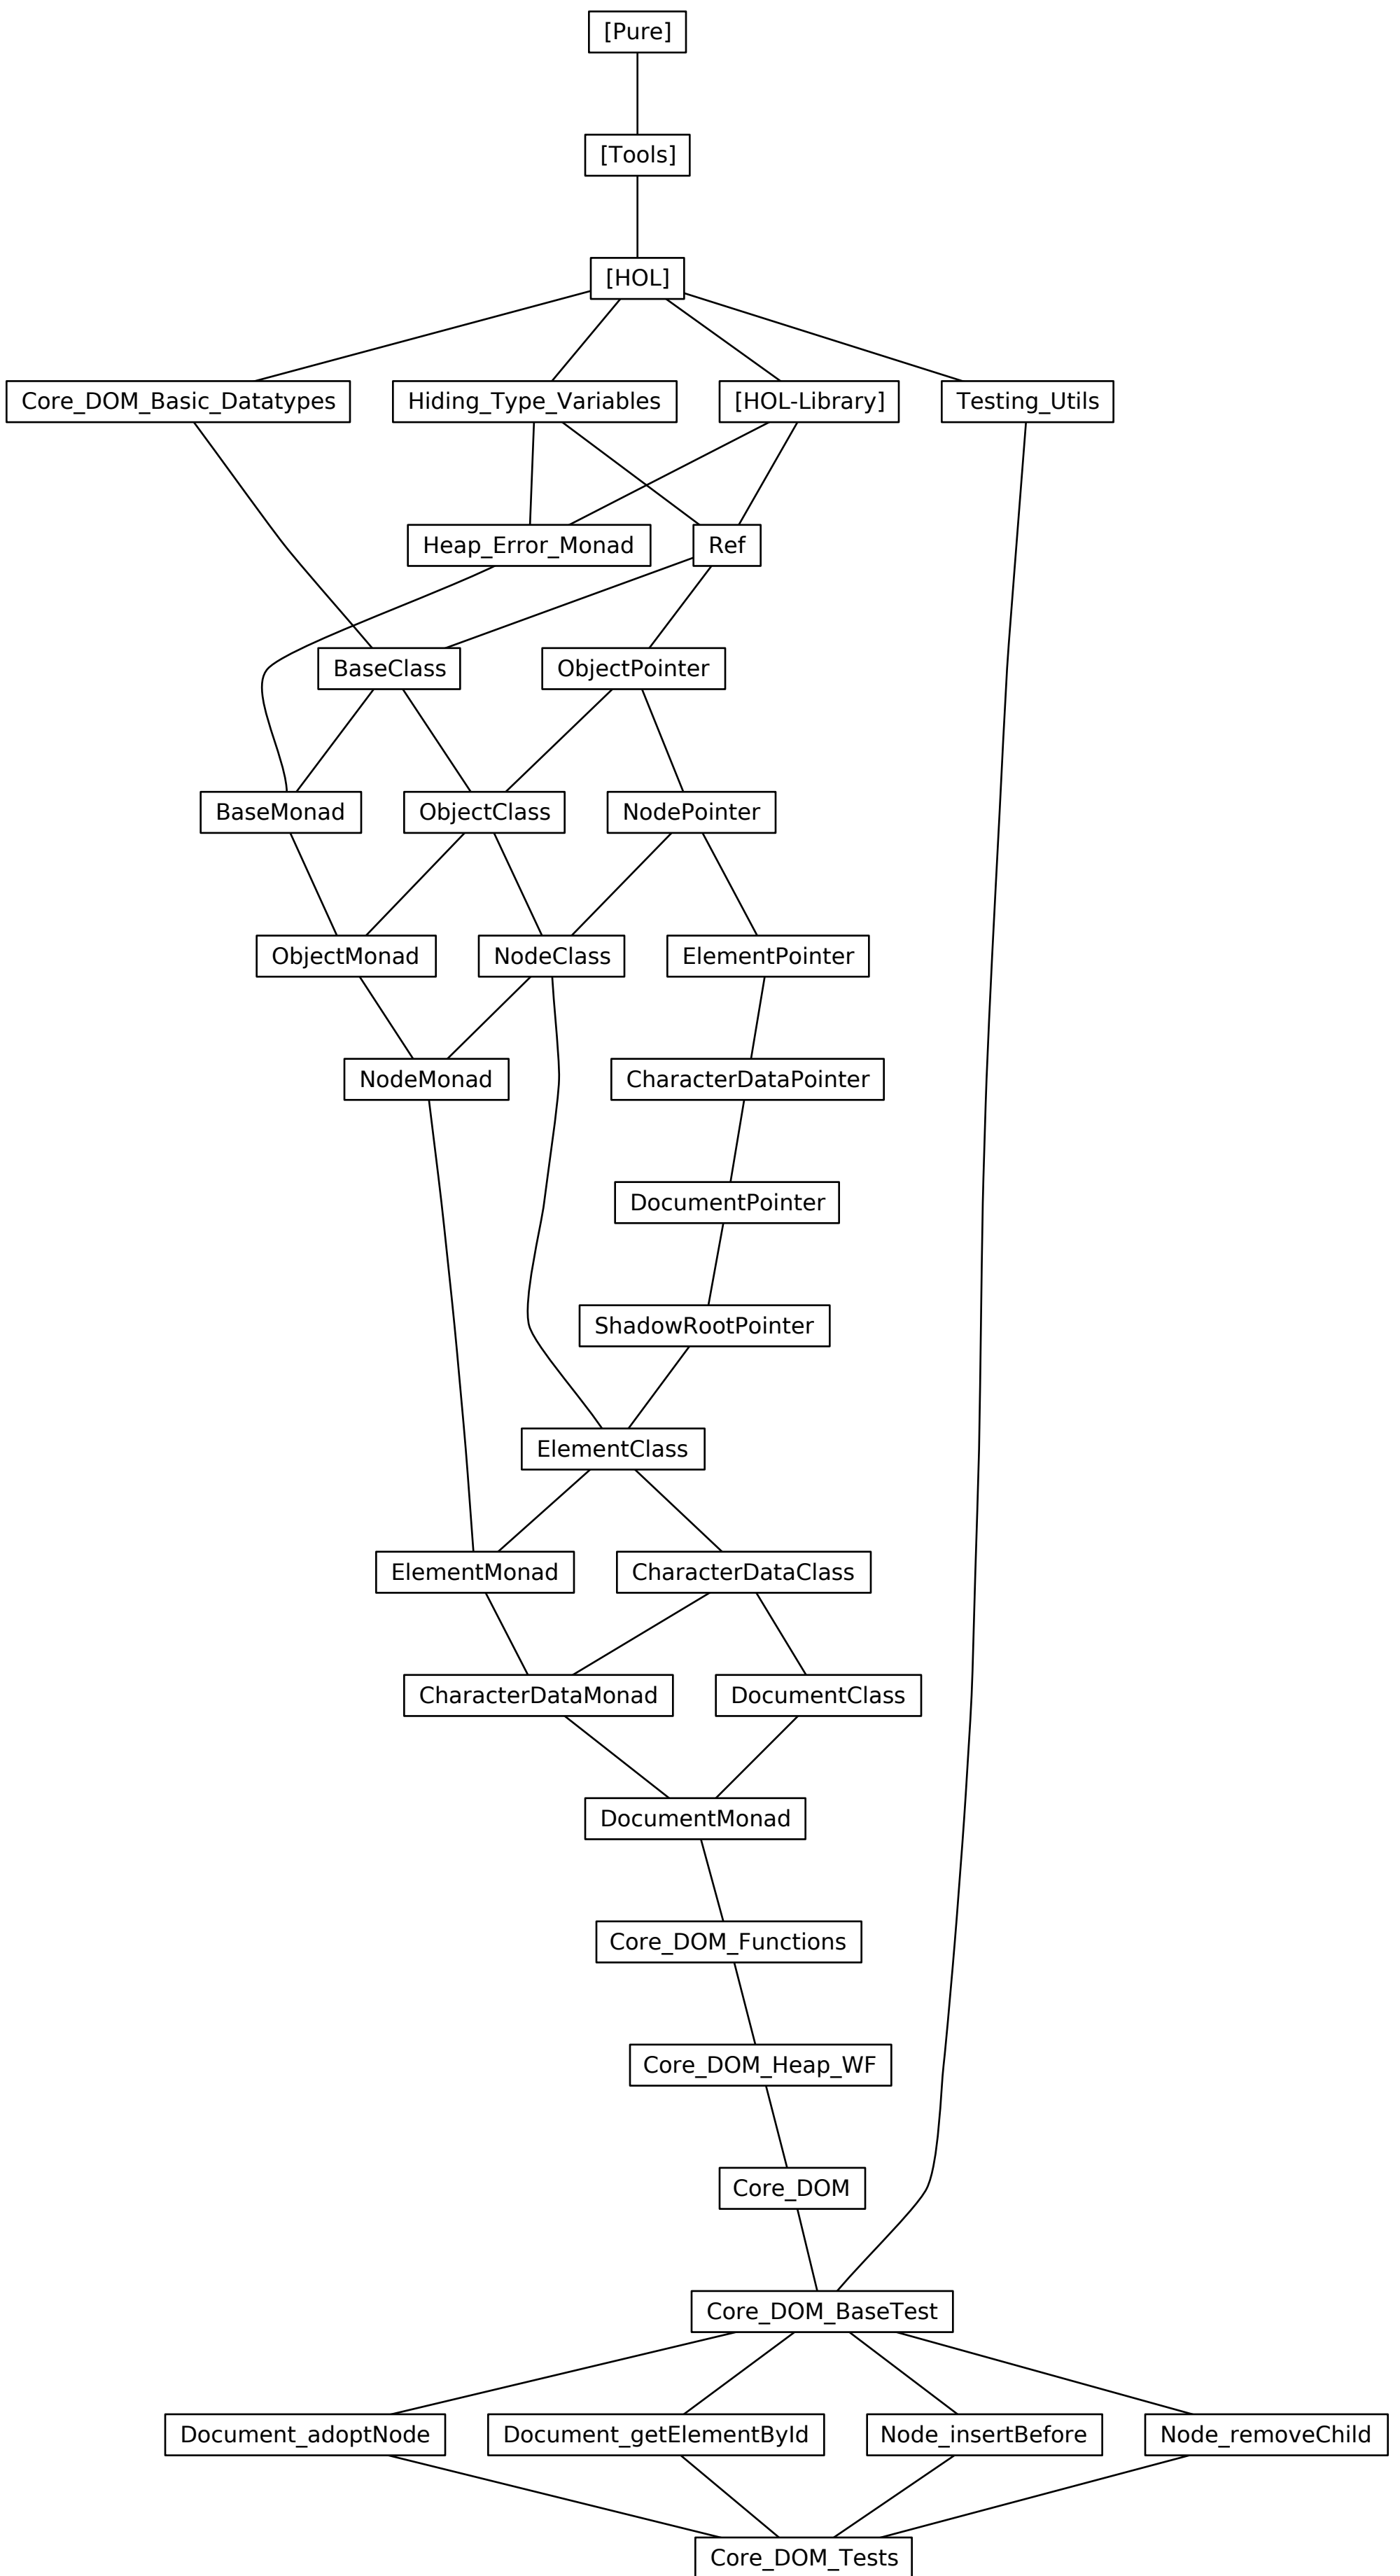 [Pure]
[Tools]
[HOL]
Core_DOM_Basic_Datatypes
Hiding_Type_Variables
[HOL-Library]
Testing_Utils
Heap_Error_Monad
Ref
BaseClass
ObjectPointer
BaseMonad
ObjectClass
NodePointer
ObjectMonad
NodeClass
ElementPointer
NodeMonad
CharacterDataPointer
DocumentPointer
ShadowRootPointer
ElementClass
ElementMonad
CharacterDataClass
CharacterDataMonad
DocumentClass
DocumentMonad
Core_DOM_Functions
Core_DOM_Heap_WF
Core_DOM
Core_DOM_BaseTest
Document_adoptNode
Document_getElementById
Node_insertBefore
Node_removeChild
Core_DOM_Tests